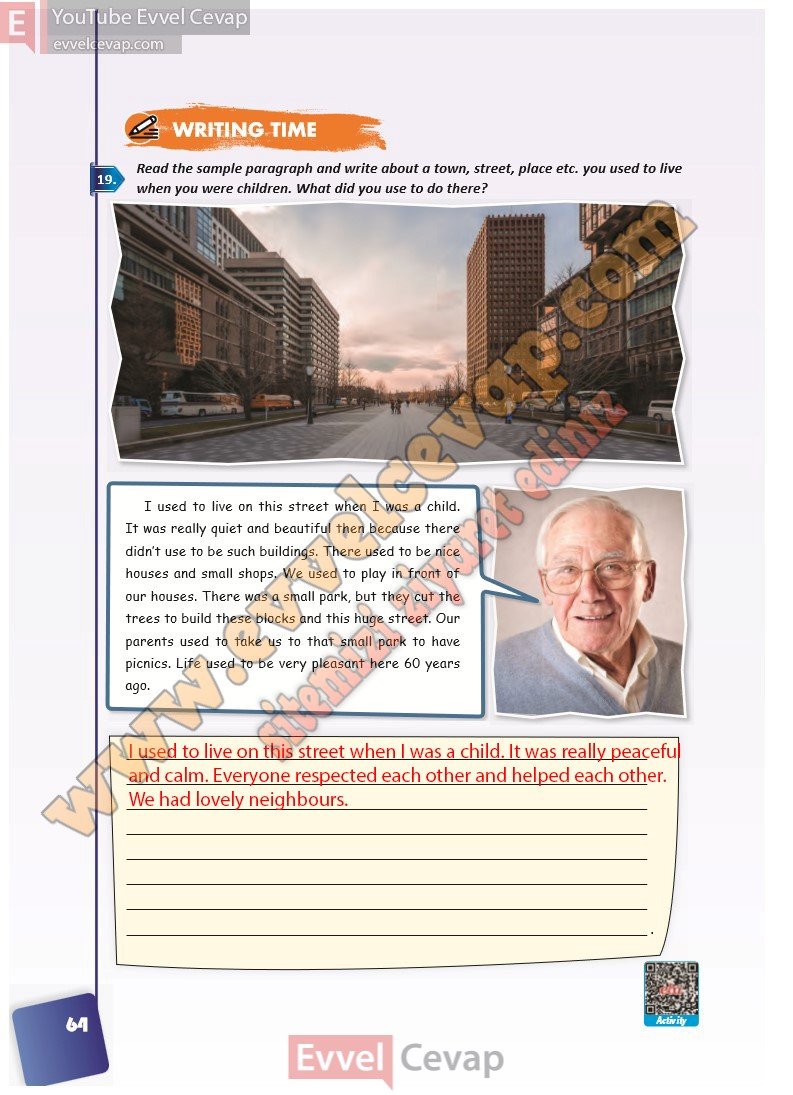 E YouTube Evvel Cevap
evvelcevap.com
WRITING TIME
19. Read the sample paragraph and write about a town, street, place etc. you used to live
when you were children. What did you use to do there?
I used to live on this street when I was a child.
It was really quiet and beautiful then because there
didn't use to be such buildings. There used to be nice
houses and small shops. We used to play in front of
our houses. There was a small park, but they cut the
trees to build these blocks and this huge street. Our
parents used to take us to that small park to have
picnics. Life used to be very pleasant here 60 years
ago.
www.evvelcevap.com
sitemizi ziyaret ediniz
I used to live on this street when I was a child. It was really peaceful
and calm. Everyone respected each other and helped each other.
We had lovely neighbours.
.
Activity
64
Evvel Cevap